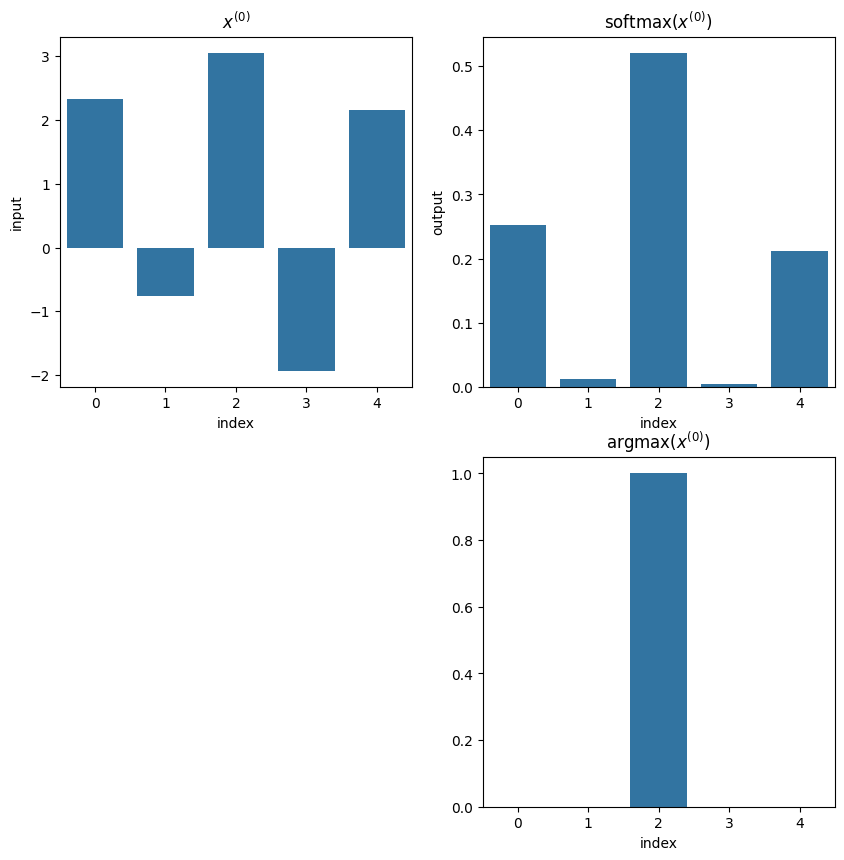 x^{(0)}
3
2
1
0
−1
−2
input
0 1 2 3 4
index
softmax(x^{(0)})
0.5
0.4
0.3
0.2
0.1
0.0
output
0 1 2 3 4
index
argmax(x^{(0)})
1.0
0.8
0.6
0.4
0.2
0.0
0 1 2 3 4
index